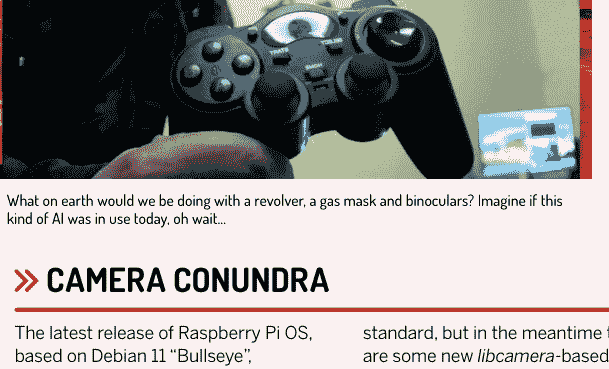 What on earth would we be doing with a revolver, a gas mask and binoculars? Imagine if this
kind of AI was in use today, oh wait...
CAMERA CONUNDRA
The latest release of Raspberry Pi OS,
based on Debian 11 “Bullseye”,
standard, but in the meantime
are some new libcamera-based